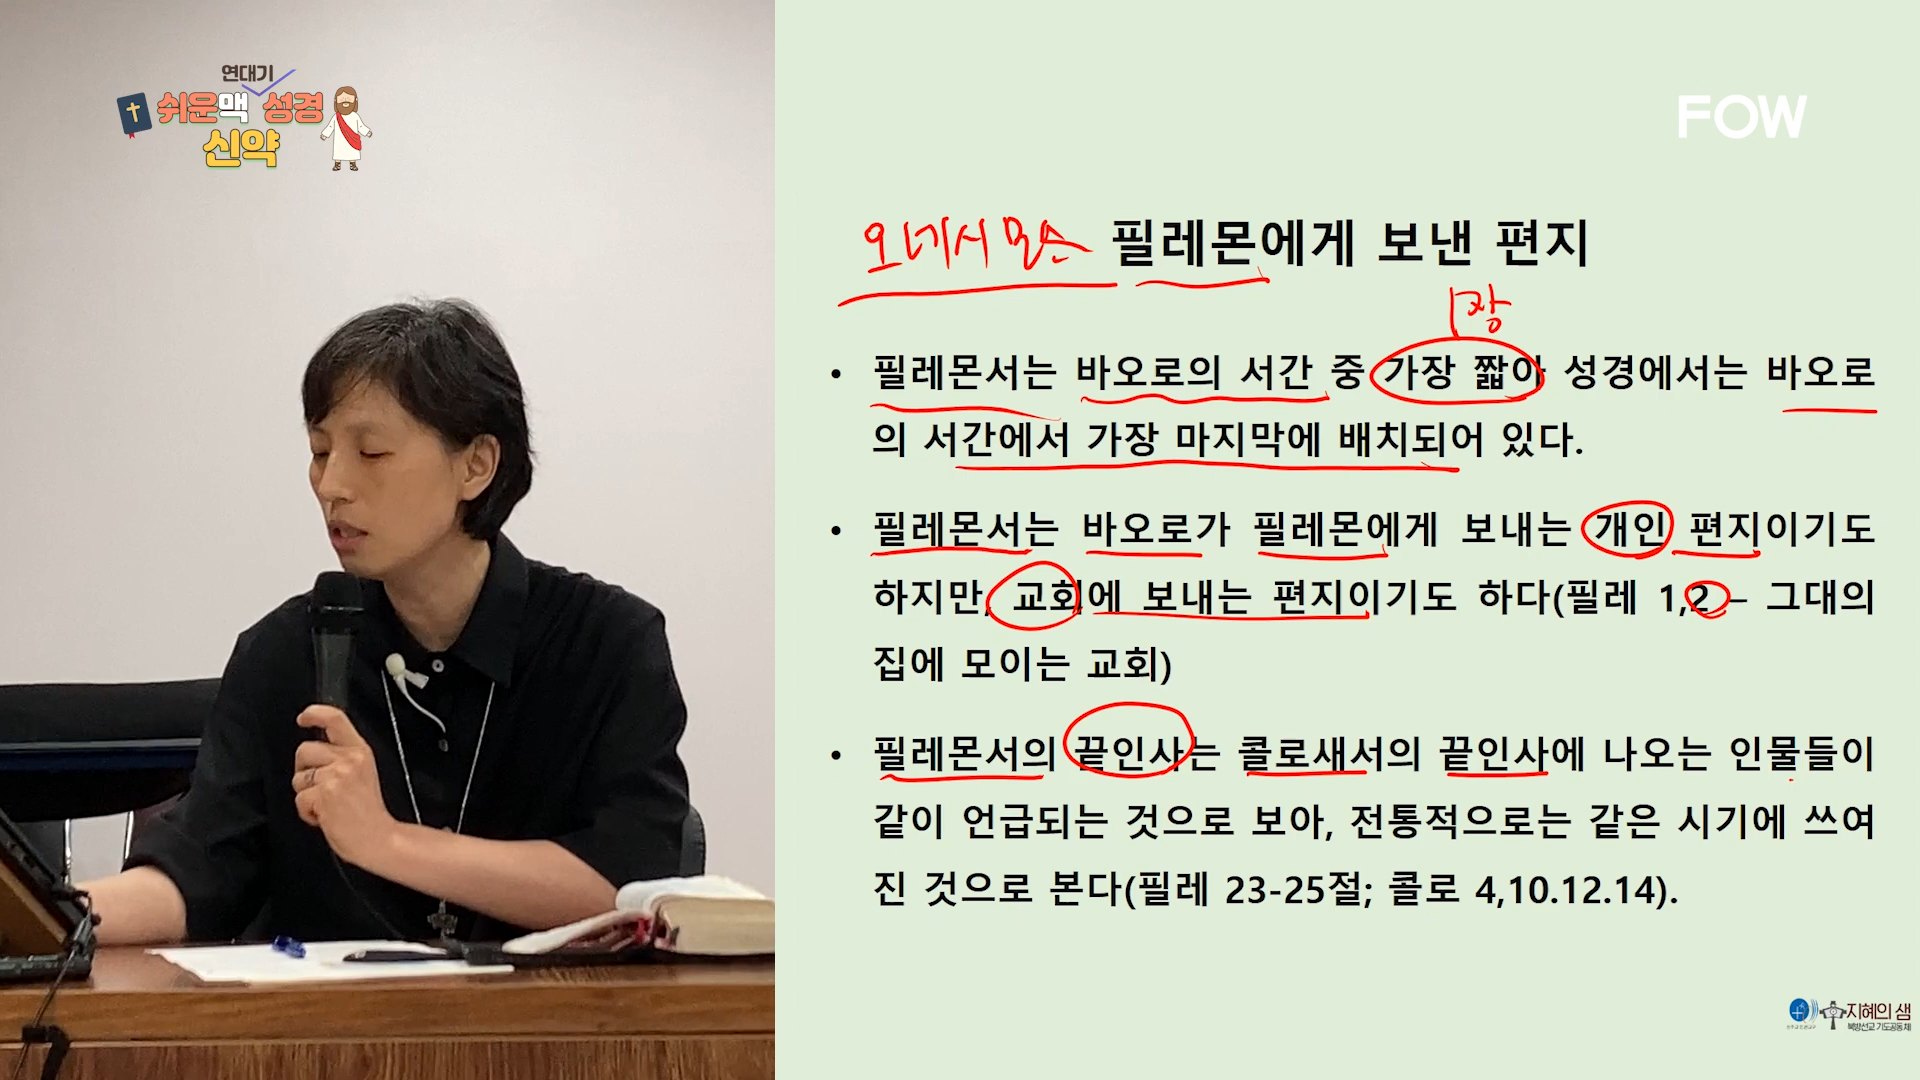 연대기
쉬운맥 성경
신약
FOW
오네시모스 필레몬에게 보낸 편지
1장
• 필레몬서는 바오로의 서간 중 가장 짧아 성경에서는 바오로
의 서간에서 가장 마지막에 배치되어 있다.
• 필레몬서는 바오로가 필레몬에게 보내는 개인 편지이기도
하지만, 교회에 보내는 편지이기도 하다(필레 1,2 – 그대의
집에 모이는 교회)
• 필레몬서의 끝인사는 콜로새서의 끝인사에 나오는 인물들이
같이 언급되는 것으로 보아, 전통적으로는 같은 시기에 쓰여
진 것으로 본다(필레 23-25절; 콜로 4,10.12.14).
지혜의 샘
북방선교 기도공동체